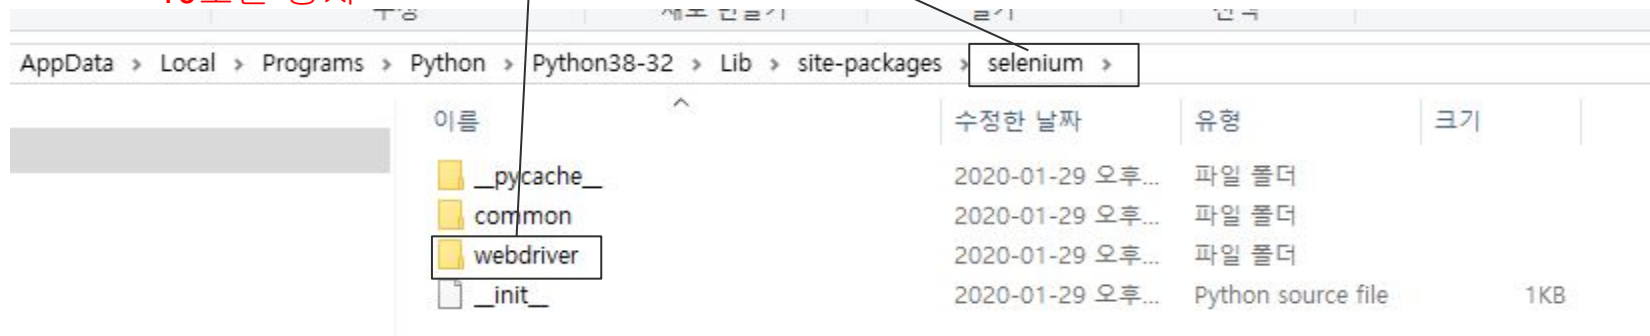 AppData > Local > Programs > Python > Python38-32 > Lib > site-packages > selenium >
이름 수정한 날짜 유형 크기
__pycache__ 2020-01-29 오후... 파일 폴더
common 2020-01-29 오후... 파일 폴더
webdriver 2020-01-29 오후... 파일 폴더
__init__ 2020-01-29 오후... Python source file 1KB